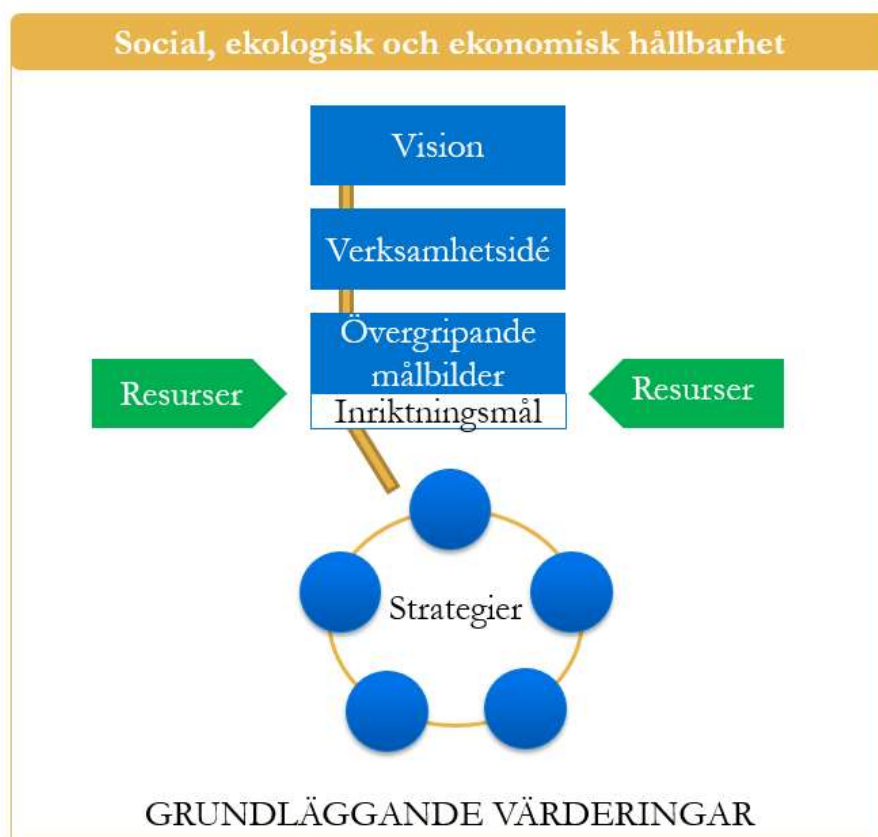 Social, ekologisk och ekonomisk hållbarhet
Vision
Verksamhetsidé
Övergripande
målbilder
Inriktningsmål
Resurser
Resurser
Strategier
GRUNDLÄGGANDE VÄRDERINGAR